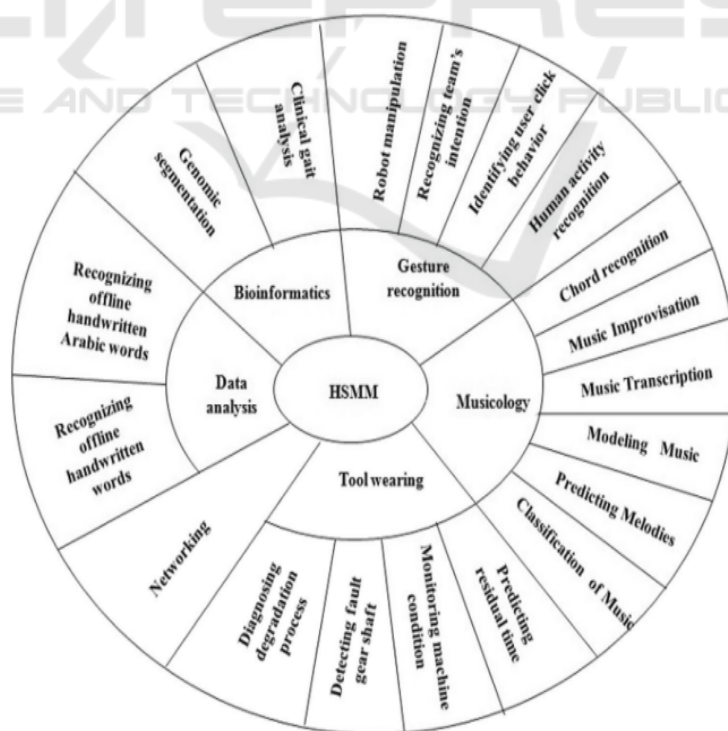 Clinical gait
analysis
Robot manipulation
Recognizing team's
intention
Identifying user click
behavior
Human activity
recognition
Genomic
segmentation
Bioinformatics
Gesture
recognition
Chord recognition
Music Improvisation
Music Transcription
Modeling Music
Predicting Melodies
Classification of Music
Recognizing
offline
handwritten
Arabic words
Data
analysis
HSMM
Musicology
Recognizing
offline
handwritten
words
Tool wearing
Networking
Diagnosing
degradation
process
Detecting fault
gear shaft
Monitoring machine
condition
Predicting
residual time
E AND TECHNOLOGY PUBLIC